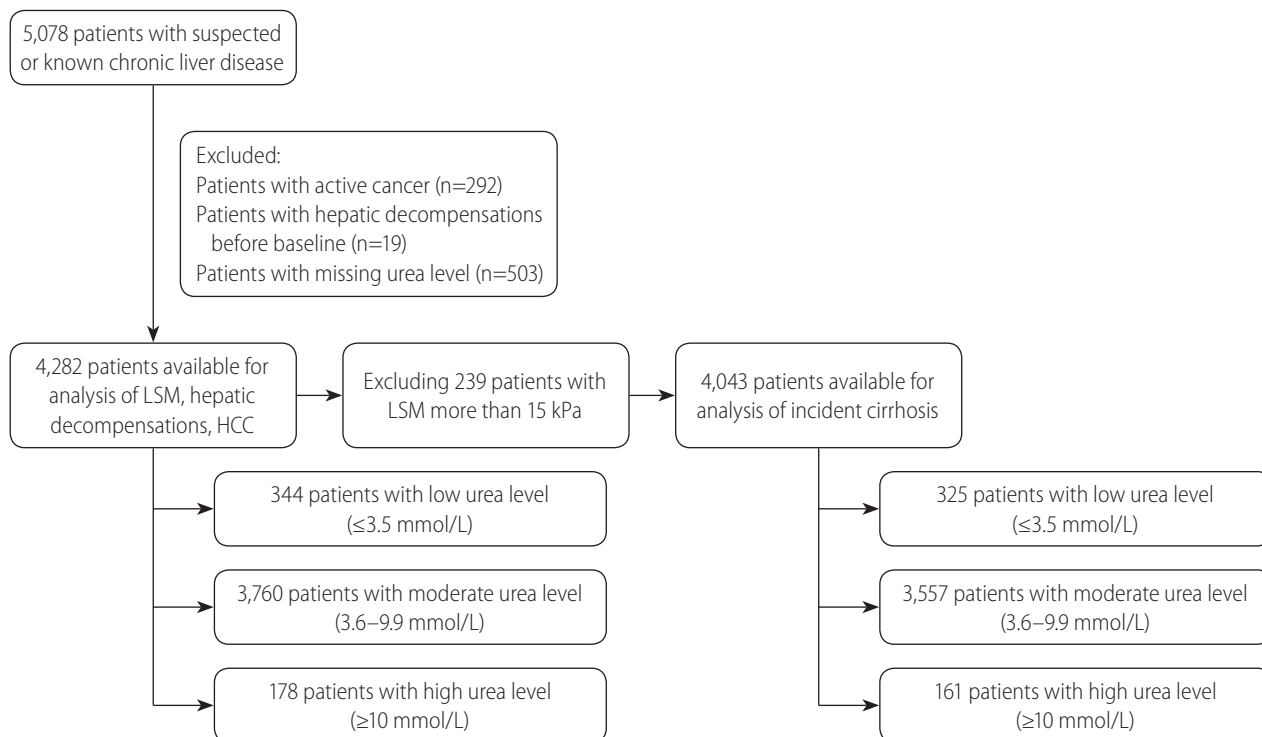 5,078 patients with suspected
or known chronic liver disease
Excluded:
Patients with active cancer (n=292)
Patients with hepatic decompensations
before baseline (n=19)
Patients with missing urea level (n=503)
4,282 patients available for
analysis of LSM, hepatic
decompensations, HCC
Excluding 239 patients with
LSM more than 15 kPa
4,043 patients available for
analysis of incident cirrhosis
344 patients with low urea level
(≤3.5 mmol/L)
3,760 patients with moderate urea level
(3.6–9.9 mmol/L)
178 patients with high urea level
(≥10 mmol/L)
325 patients with low urea level
(≤3.5 mmol/L)
3,557 patients with moderate urea level
(3.6–9.9 mmol/L)
161 patients with high urea level
(≥10 mmol/L)